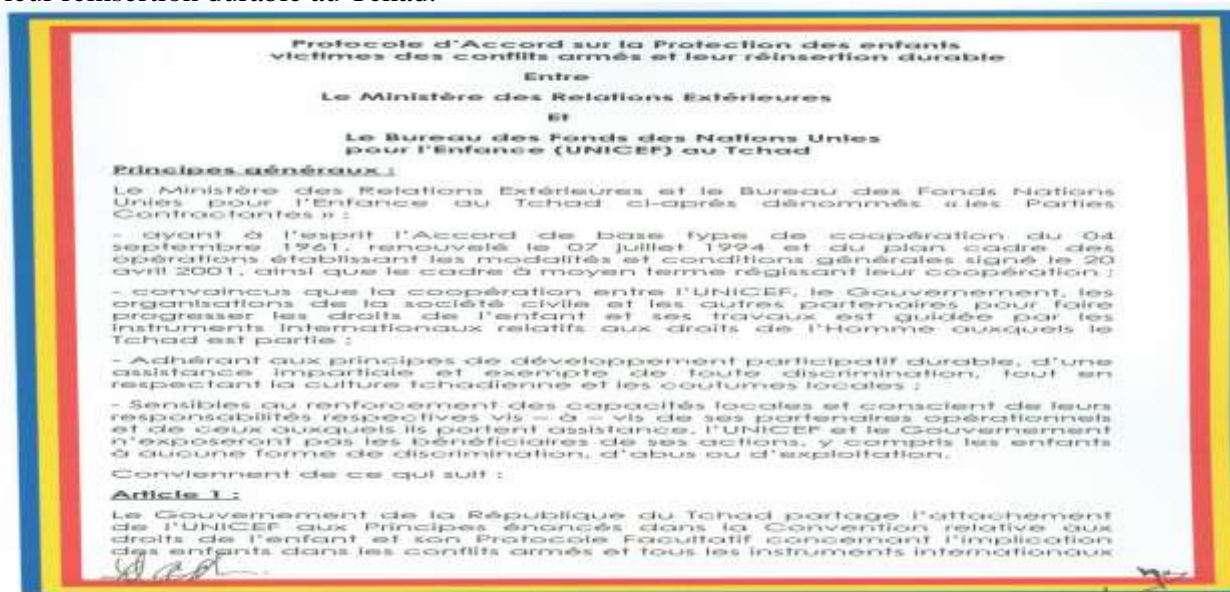 leur réinsertion durable au Tchad.
Protocole d'Accord sur la Protection des enfants
victimes des conflits armés et leur réinsertion durable
Entre
Le Ministère des Relations Extérieures
Et
Le Bureau des Fonds des Nations Unies
pour l'Enfance (UNICEF) au Tchad
Principes généraux :
Le Ministère des Relations Extérieures et le Bureau des Fonds Nations
Unies pour l'Enfance au Tchad ci-après dénommés « les Parties
Contractantes » :
- ayant à l'esprit l'Accord de base type de coopération du 04
septembre 1961, renouvelé le 07 juillet 1994 et du plan cadre des
opérations établissant les modalités et conditions générales signé le 20
avril 2001, ainsi que le cadre à moyen terme régissant leur coopération ;
- convaincus que la coopération entre l'UNICEF, le Gouvernement, les
organisations de la société civile et les autres partenaires pour faire
progresser les droits de l'enfant et ses travaux est guidée par les
instruments Internationaux relatifs aux droits de l'Homme auxquels le
Tchad est partie ;
- Adhérant aux principes de développement participatif durable, d'une
assistance impartiale et exempte de toute discrimination, tout en
respectant la culture tchadienne et les coutumes locales ;
- Sensibles au renforcement des capacités locales et conscient de leurs
responsabilités respectives vis – à – vis de ses partenaires opérationnels
et de ceux auxquels ils portent assistance, l'UNICEF et le Gouvernement
n'exposeront pas les bénéficiaires de ses actions, y compris les enfants
à aucune forme de discrimination, d'abus ou d'exploitation.
Conviennent de ce qui suit :
Article 1 :
Le Gouvernement de la République du Tchad partage l'attachement
de l'UNICEF aux Principes énoncés dans la Convention relative aux
droits de l'enfant et son Protocole Facultatif concernant l'implication
des enfants dans les conflits armés et tous les instruments internationaux